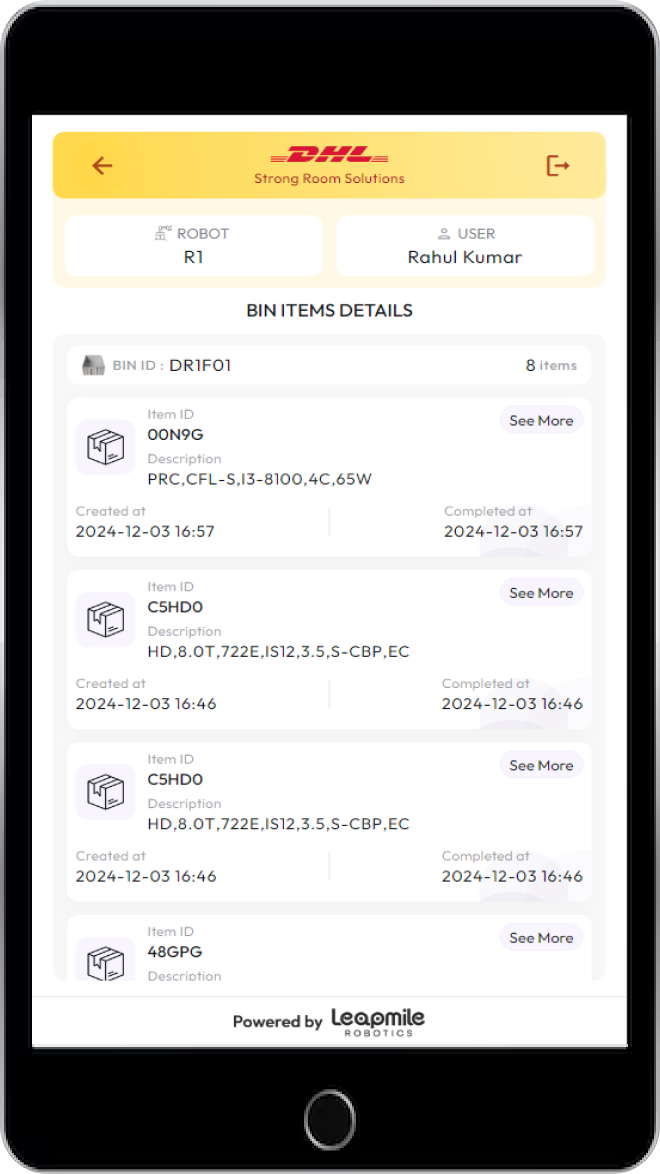 DHL
Strong Room Solutions
ROBOT
R1
USER
Rahul Kumar
BIN ITEMS DETAILS
BIN ID : DR1F01
8 items
Item ID
00N9G
See More
Description
PRC,CFL-S,I3-8100,4C,65W
Created at
2024-12-03 16:57
Completed at
2024-12-03 16:57
Item ID
C5HD0
See More
Description
HD,8.0T,722E,IS12,3.5,S-CBP,EC
Created at
2024-12-03 16:46
Completed at
2024-12-03 16:46
Item ID
C5HD0
See More
Description
HD,8.0T,722E,IS12,3.5,S-CBP,EC
Created at
2024-12-03 16:46
Completed at
2024-12-03 16:46
Item ID
48GPG
See More
Description
Powered by Leapmile
ROBOTICS